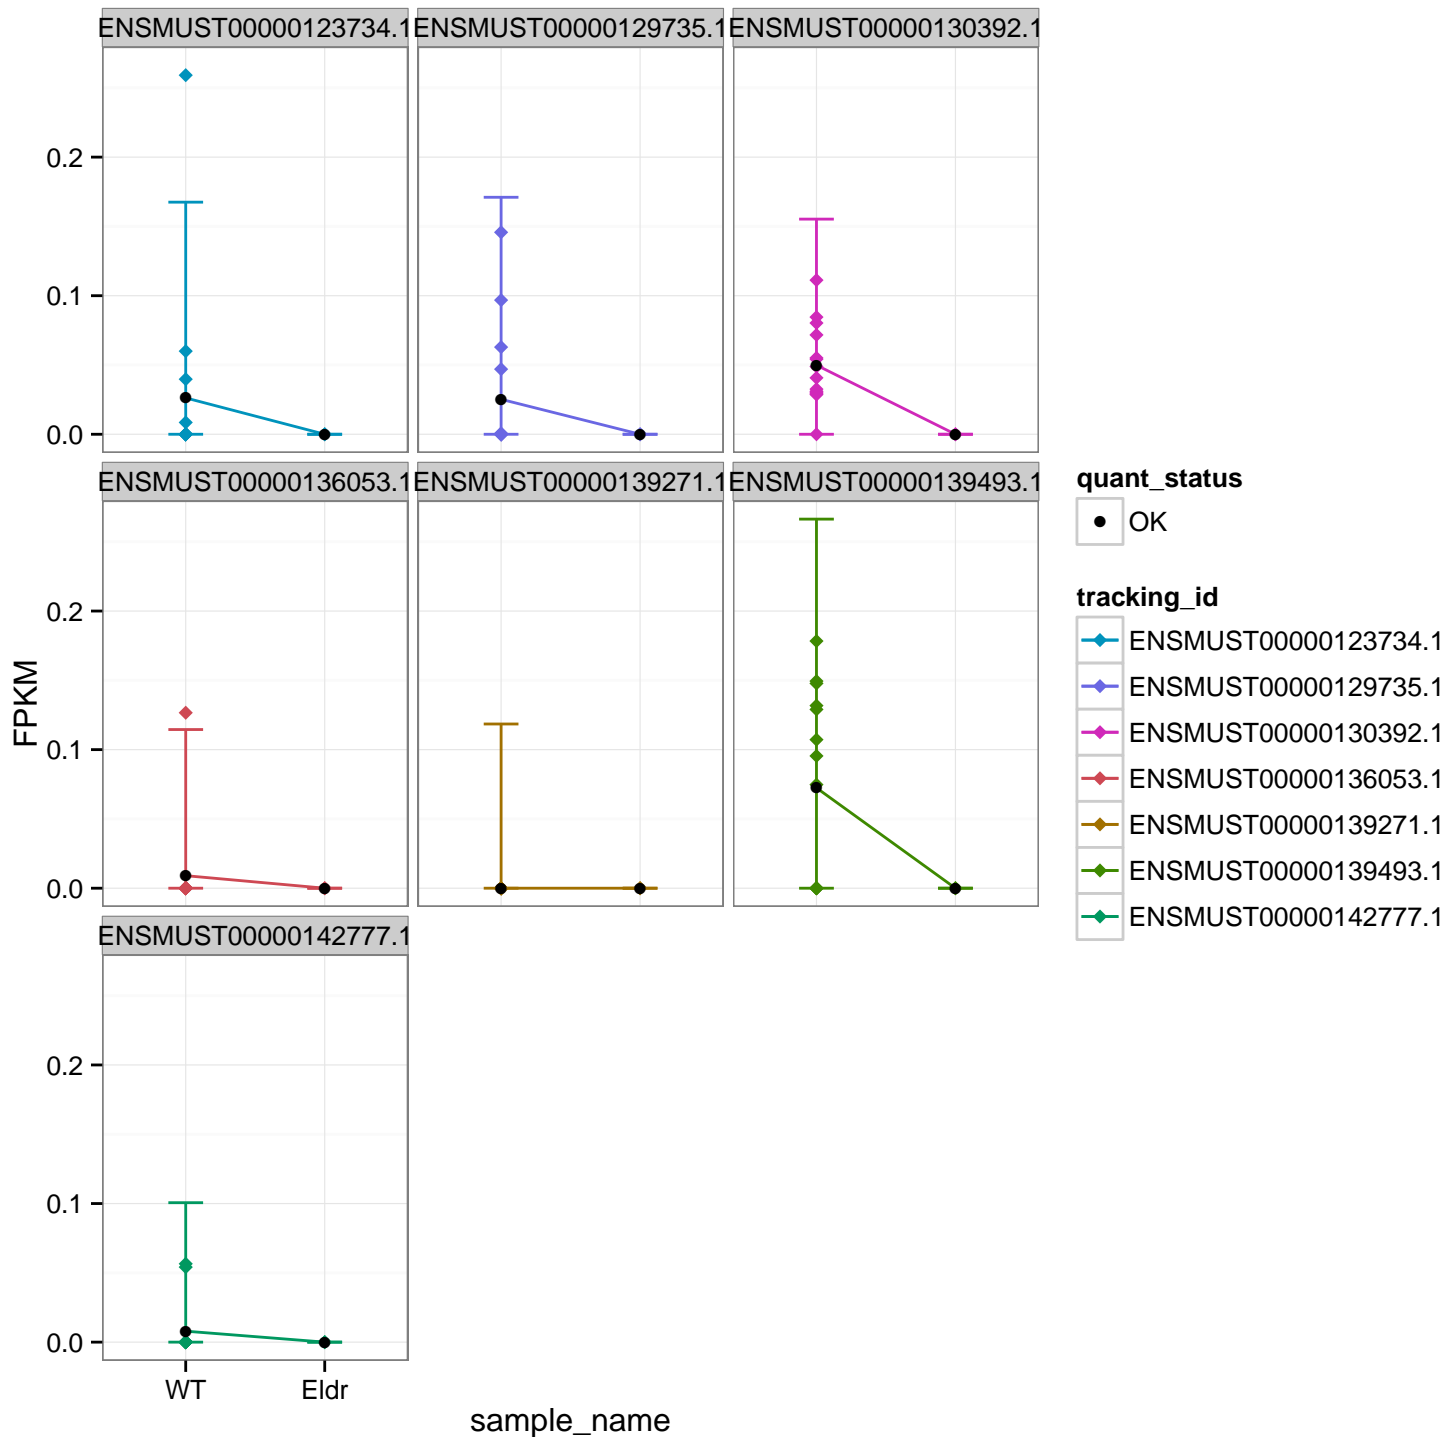 ENSMUST00000123734.1 ENSMUST00000129735.1 ENSMUST00000130392.1
0.2
0.1
0.0
ENSMUST00000136053.1 ENSMUST00000139271.1 ENSMUST00000139493.1
0.2
0.1
0.0
ENSMUST00000142777.1
0.2
0.1
0.0
WT Eldr
sample_name
FPKM
quant_status
OK
tracking_id
ENSMUST00000123734.1
ENSMUST00000129735.1
ENSMUST00000130392.1
ENSMUST00000136053.1
ENSMUST00000139271.1
ENSMUST00000139493.1
ENSMUST00000142777.1